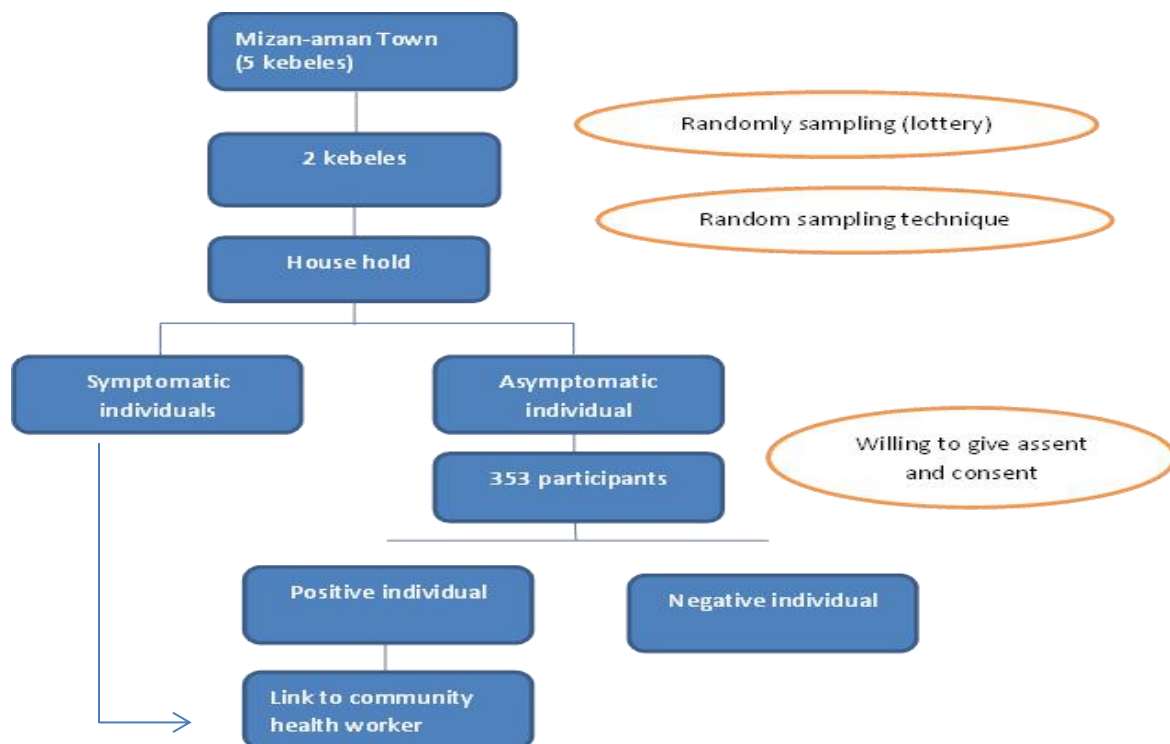 Mizan-aman Town
(5 kebeles)
Randomly sampling (lottery)
2 kebeles
Random sampling technique
House hold
Symptomatic
individuals
Asymptomatic
individual
Willing to give assent
and consent
353 participants
Positive individual
Negative individual
Link to community
health worker